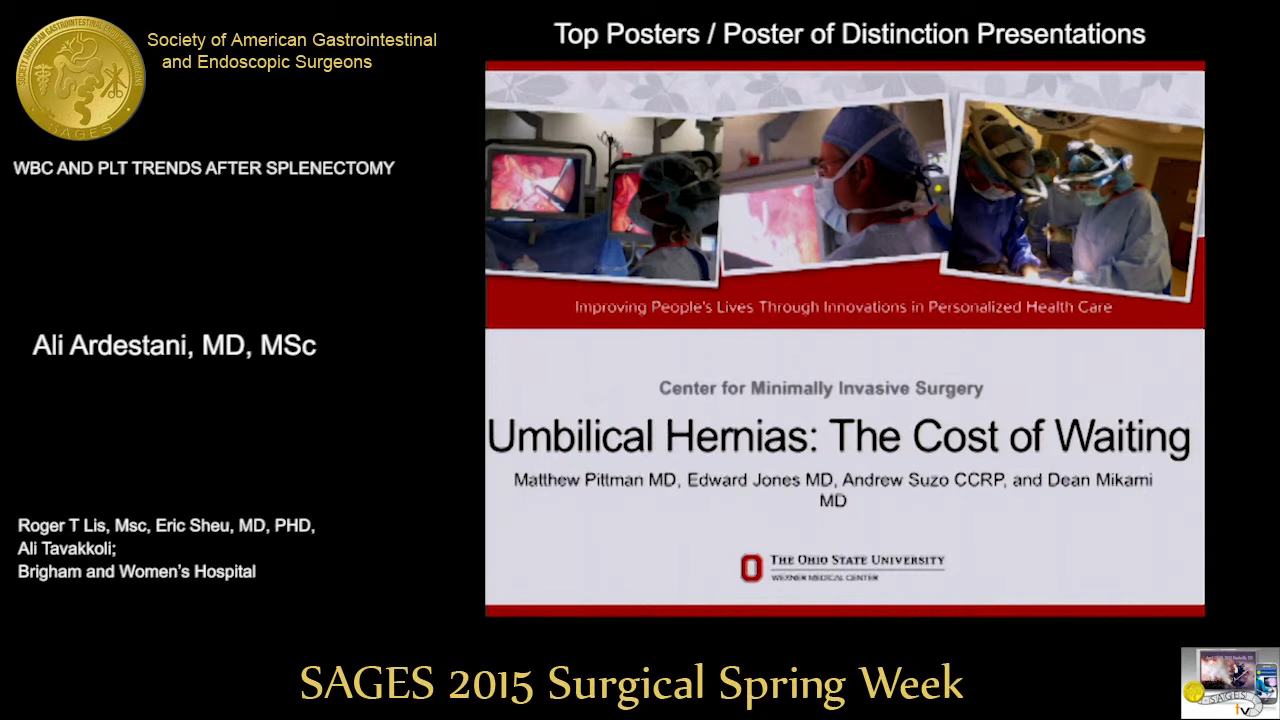 Society of American Gastrointestinal
and Endoscopic Surgeons
Top Posters / Poster of Distinction Presentations
WBC AND PLT TRENDS AFTER SPLENECTOMY
Ali Ardestani, MD, MSc
Roger T Lis, Msc, Eric Sheu, MD, PHD,
Ali Tavakkoli;
Brigham and Women's Hospital
Improving People's Lives Through Innovations in Personalized Health Care
Center for Minimally Invasive Surgery
Umbilical Hernias: The Cost of Waiting
Matthew Pittman MD, Edward Jones MD, Andrew Suzo CCRP, and Dean Mikami
MD
THE OHIO STATE UNIVERSITY
WEXNER MEDICAL CENTER
SAGES 2015 Surgical Spring Week
SAGES
SAGES
tv